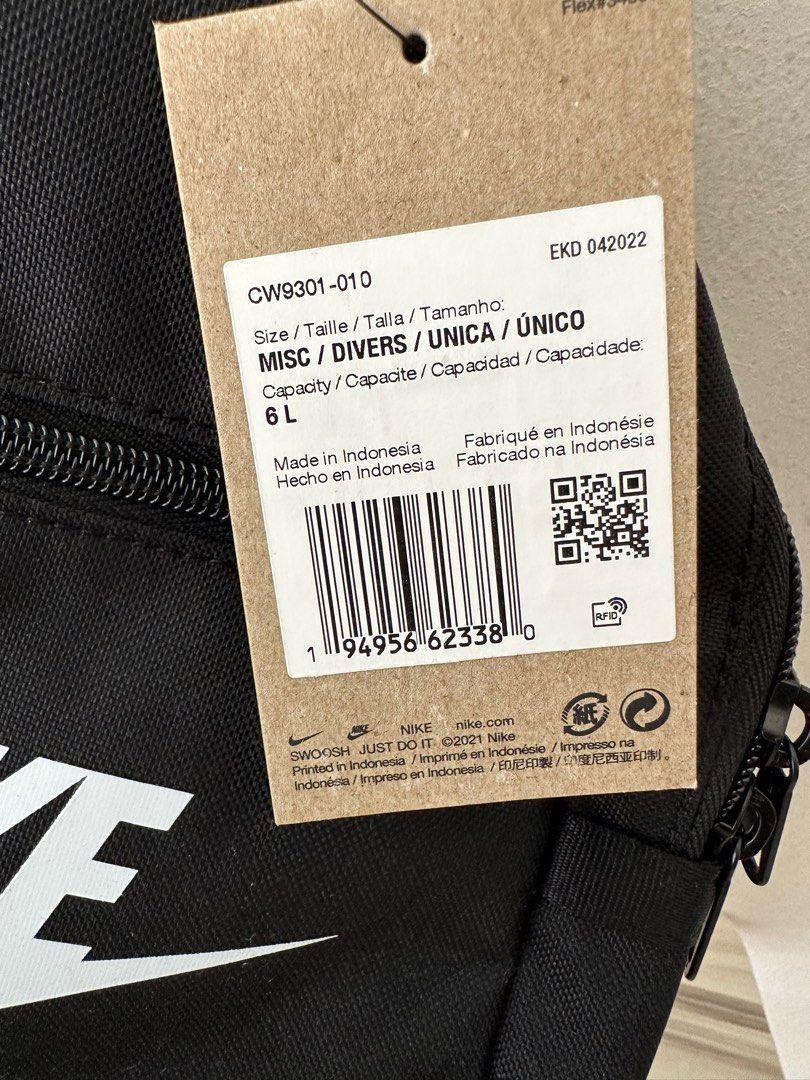 EKD 042022
CW9301-010
Size / Taille / Talla / Tamanho:
MISC / DIVERS / UNICA / ÚNICO
Capacity / Capacite / Capacidad / Capacidade:
6 L
Made in Indonesia
Fabriqué en Indonésie
Hecho en Indonesia
Fabricado na Indonésia
RFID
1 94956 62338 0
紙
NIKE
NIKE
nike.com
SWOOSH JUST DO IT ©2021 Nike
Printed in Indonesia / Imprimé en Indonésie / Impresso na
Indonésia / Impreso en Indonesia / 印尼印製 / 印度尼西亚印制。